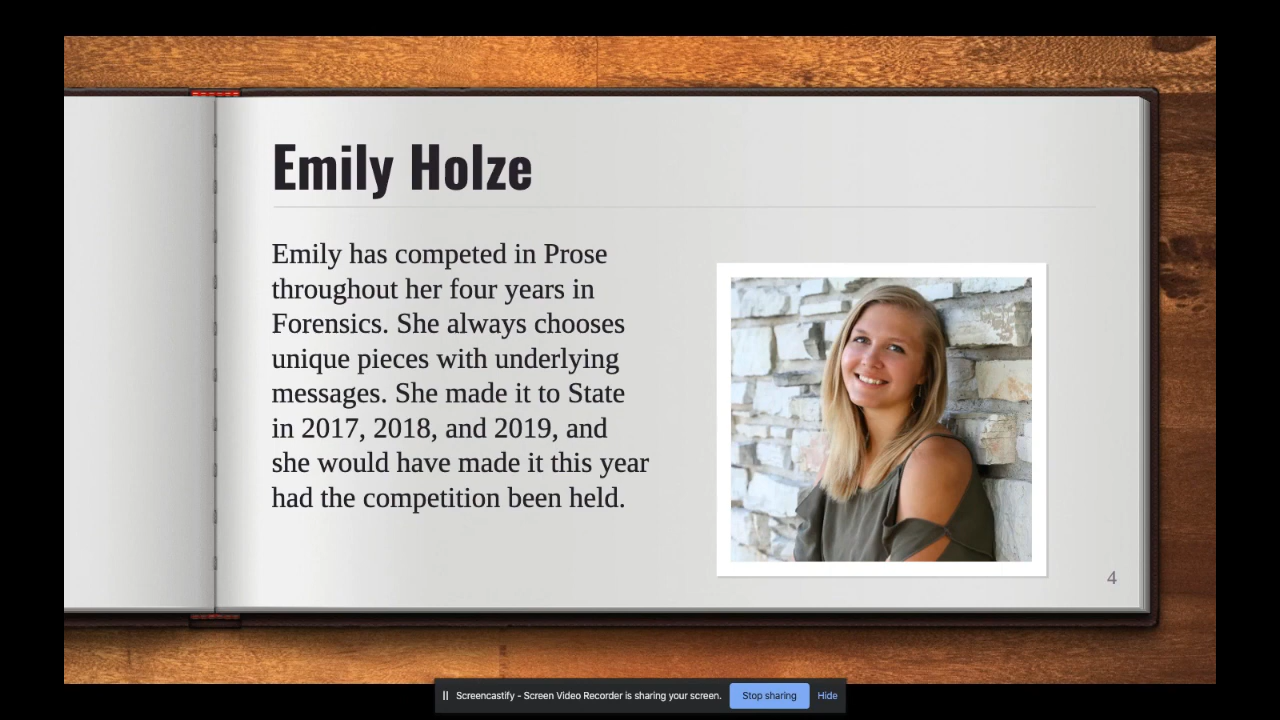 Emily Holze
Emily has competed in Prose
throughout her four years in
Forensics. She always chooses
unique pieces with underlying
messages. She made it to State
in 2017, 2018, and 2019, and
she would have made it this year
had the competition been held.
4
Screencastify - Screen Video Recorder is sharing your screen. Stop sharing Hide